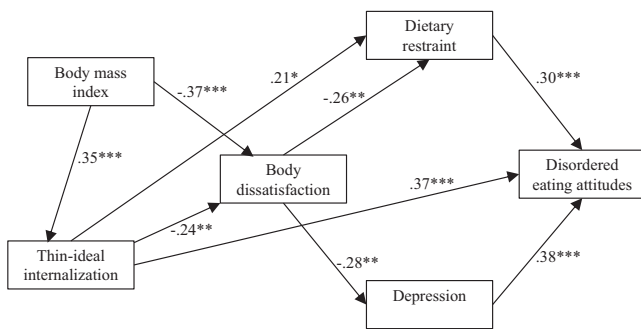 Dietary
restraint
Body mass
index
.21*
-.37***
-.26**
.30***
.35***
Body
dissatisfaction
.37***
Disordered
eating attitudes
-.24**
Thin-ideal
internalization
-.28**
.38***
Depression